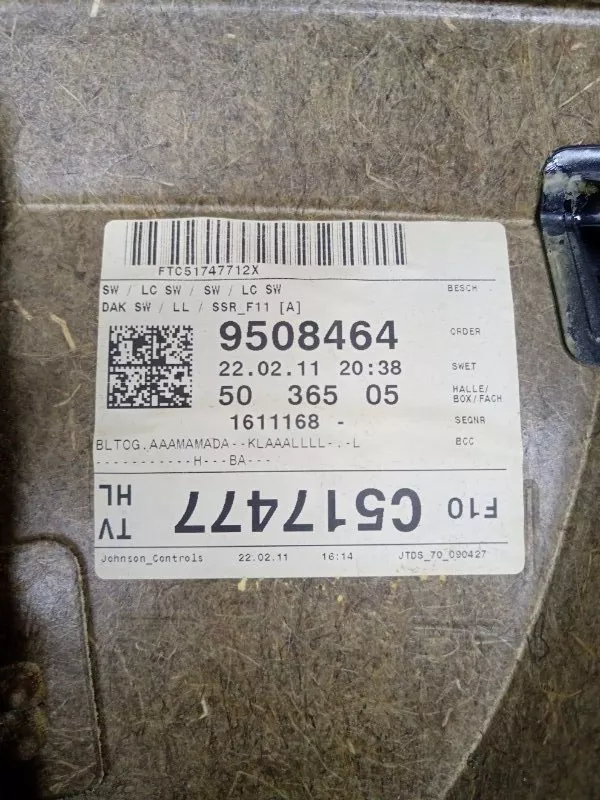 FTC51747712X
SW / LC SW / SW / LC SW BESCH
DAK SW / LL / SSR_F11 [A]
9508464 ORDER
22.02.11 20:38 SWET
50 365 05 HALLE/
BOX/FACH
1611168 - SEQNR
BLTCG.AAAMAMADA--KLAAALLLL-.-L BCC
-----------H---BA---
F10 C517477 TV
HL
Johnson_Controls 22.02.11 16:14 JTDS_70_090427